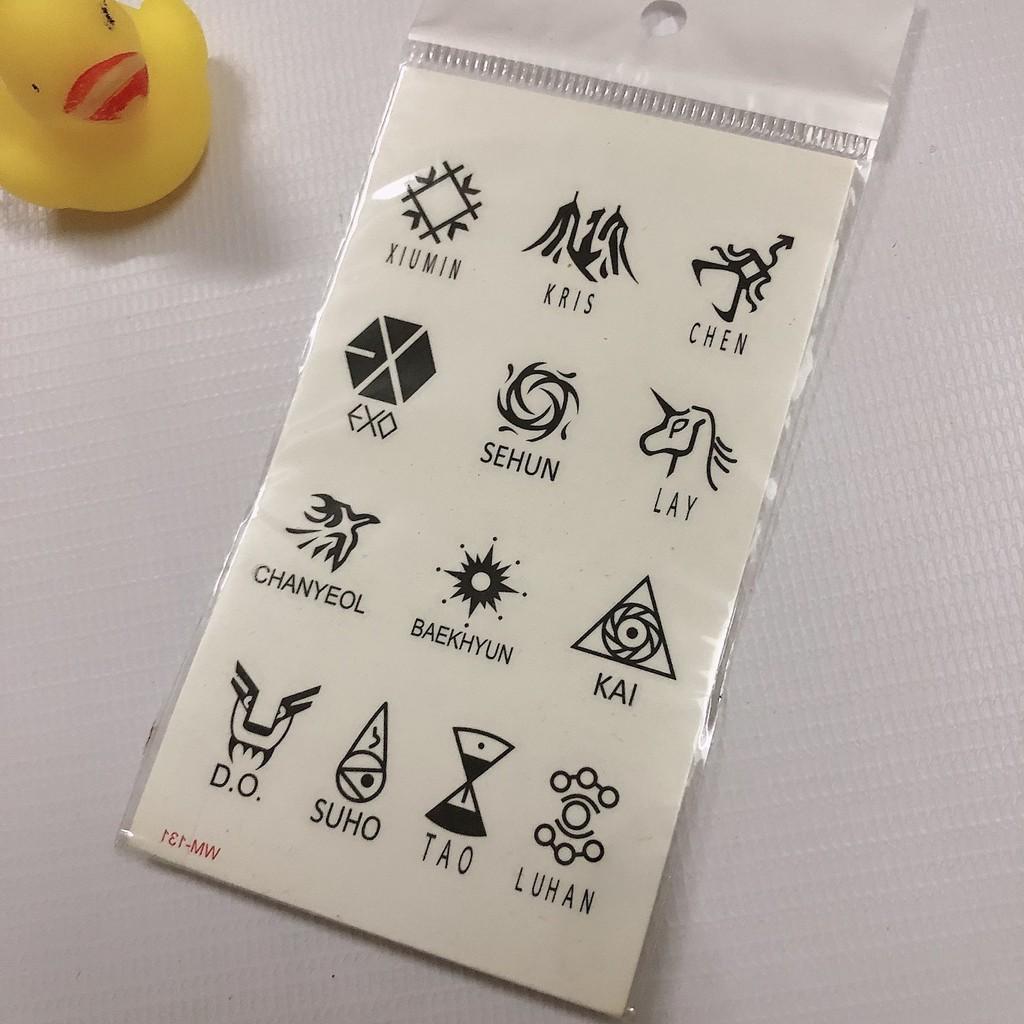 XIUMIN
KRIS
CHEN
EXO
SEHUN
LAY
CHANYEOL
BAEKHYUN
KAI
D.O.
SUHO
TAO
LUHAN
WM-131